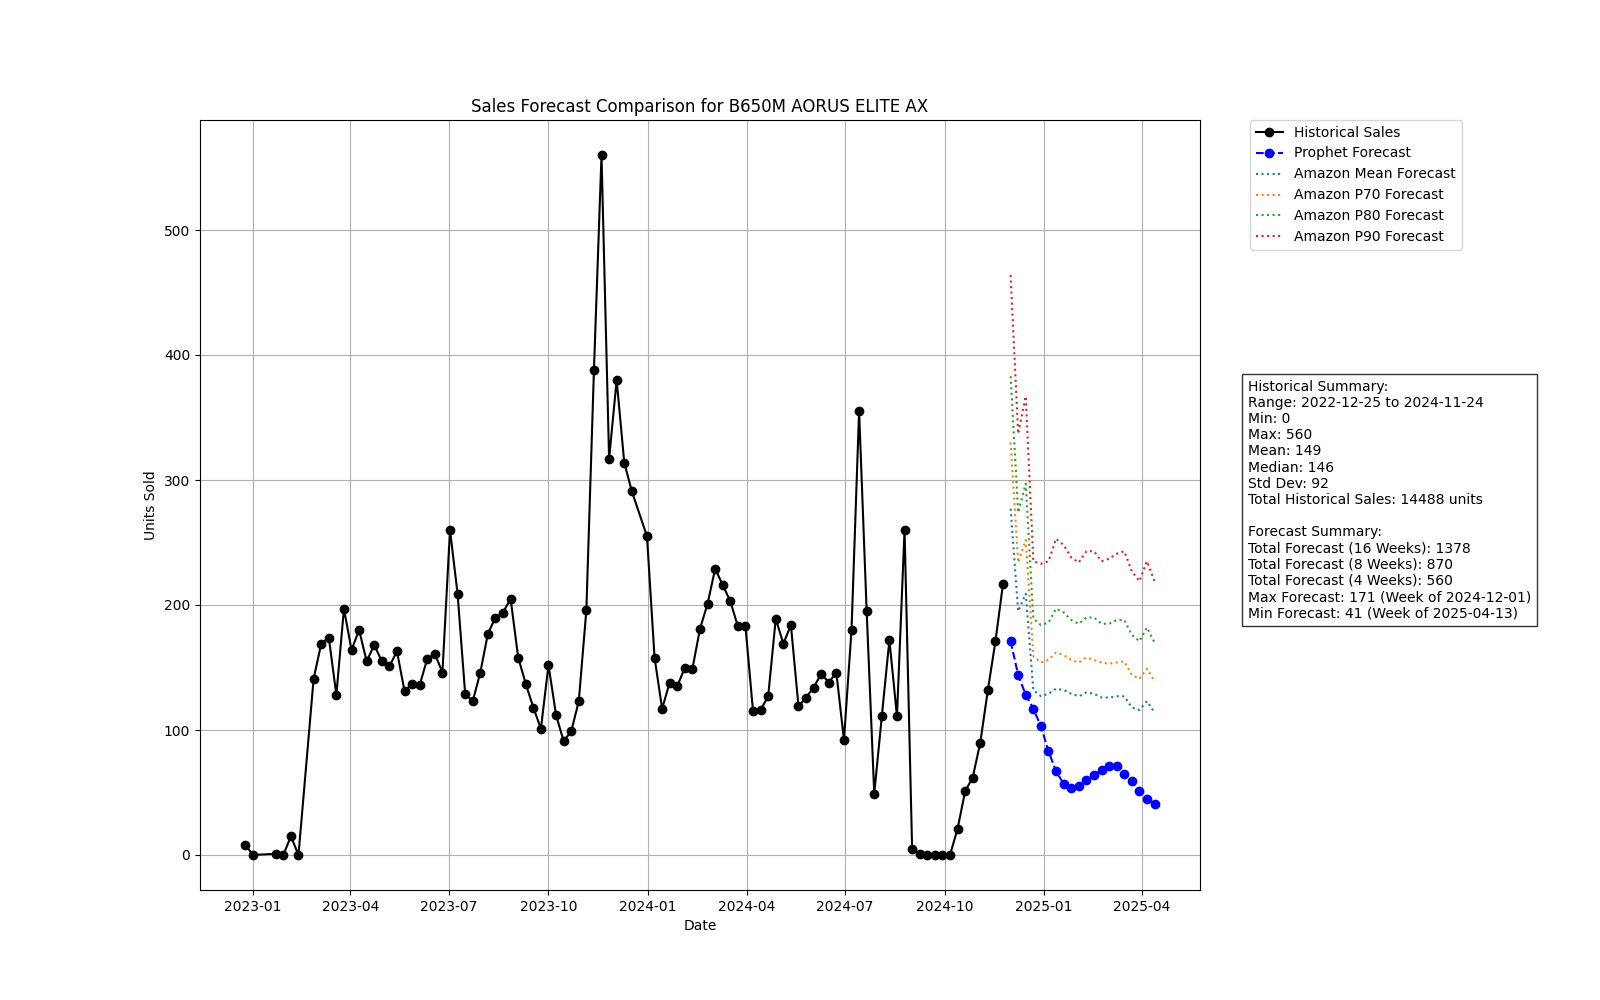 Sales Forecast Comparison for B650M AORUS ELITE AX
Units Sold
500
400
300
200
100
0
2023-01 2023-04 2023-07 2023-10 2024-01 2024-04 2024-07 2024-10 2025-01 2025-04
Date
Historical Sales
Prophet Forecast
Amazon Mean Forecast
Amazon P70 Forecast
Amazon P80 Forecast
Amazon P90 Forecast
Historical Summary:
Range: 2022-12-25 to 2024-11-24
Min: 0
Max: 560
Mean: 149
Median: 146
Std Dev: 92
Total Historical Sales: 14488 units
Forecast Summary:
Total Forecast (16 Weeks): 1378
Total Forecast (8 Weeks): 870
Total Forecast (4 Weeks): 560
Max Forecast: 171 (Week of 2024-12-01)
Min Forecast: 41 (Week of 2025-04-13)